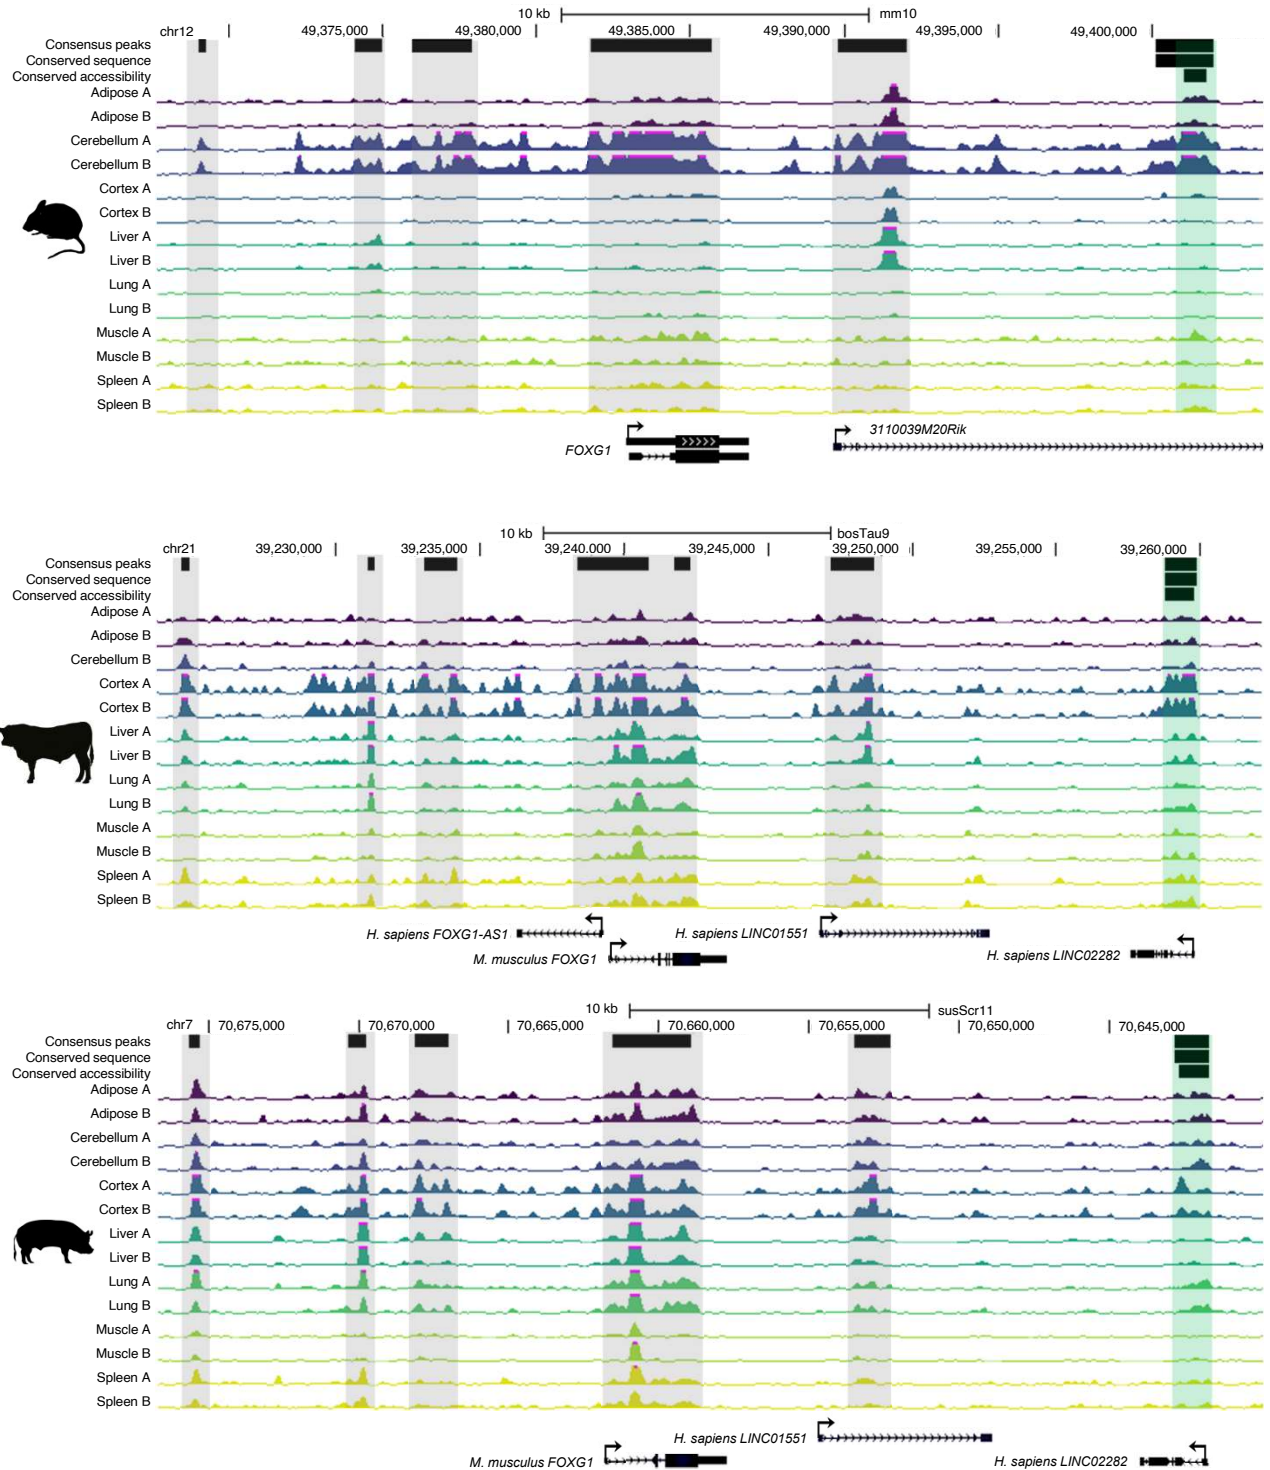 10 kb mm10
chr12 49,375,000 49,380,000 49,385,000 49,390,000 49,395,000 49,400,000
Consensus peaks
Conserved sequence
Conserved accessibility
Adipose A
Adipose B
Cerebellum A
Cerebellum B
Cortex A
Cortex B
Liver A
Liver B
Lung A
Lung B
Muscle A
Muscle B
Spleen A
Spleen B
3110039M20Rik
FOXG1
10 kb bosTau9
chr21 39,230,000 39,235,000 39,240.000 39,245,000 39,250,000 39,255,000 39,260,000
Consensus peaks
Conserved sequence
Conserved accessibility
Adipose A
Adipose B
Cerebellum B
Cortex A
Cortex B
Liver A
Liver B
Lung A
Lung B
Muscle A
Muscle B
Spleen A
Spleen B
H. sapiens FOXG1-AS1 H. sapiens LINC01551
M. musculus FOXG1 H. sapiens LINC02282
10 kb susScr11
chr7 70,675,000 70,670,000 70,665,000 70,660,000 70,655,000 70,650,000 70,645,000
Consensus peaks
Conserved sequence
Conserved accessibility
Adipose A
Adipose B
Cerebellum A
Cerebellum B
Cortex A
Cortex B
Liver A
Liver B
Lung A
Lung B
Muscle A
Muscle B
Spleen A
Spleen B
H. sapiens LINC01551
M. musculus FOXG1 H. sapiens LINC02282